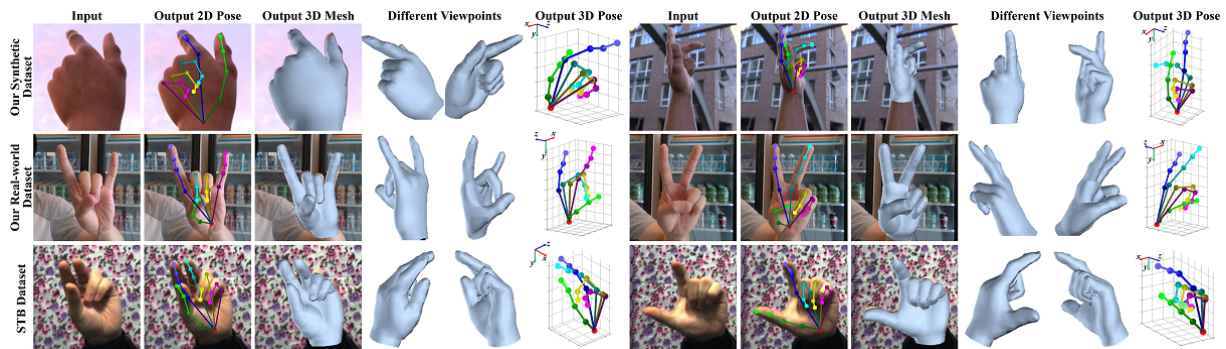 Input Output 2D Pose Output 3D Mesh Different Viewpoints Output 3D Pose Input Output 2D Pose Output 3D Mesh Different Viewpoints Output 3D Pose
Our Synthetic
Dataset
x z
y
x z
y
Our Real-world
Dataset
z x
y
x z
y
STB Dataset
z
y x
x z
y